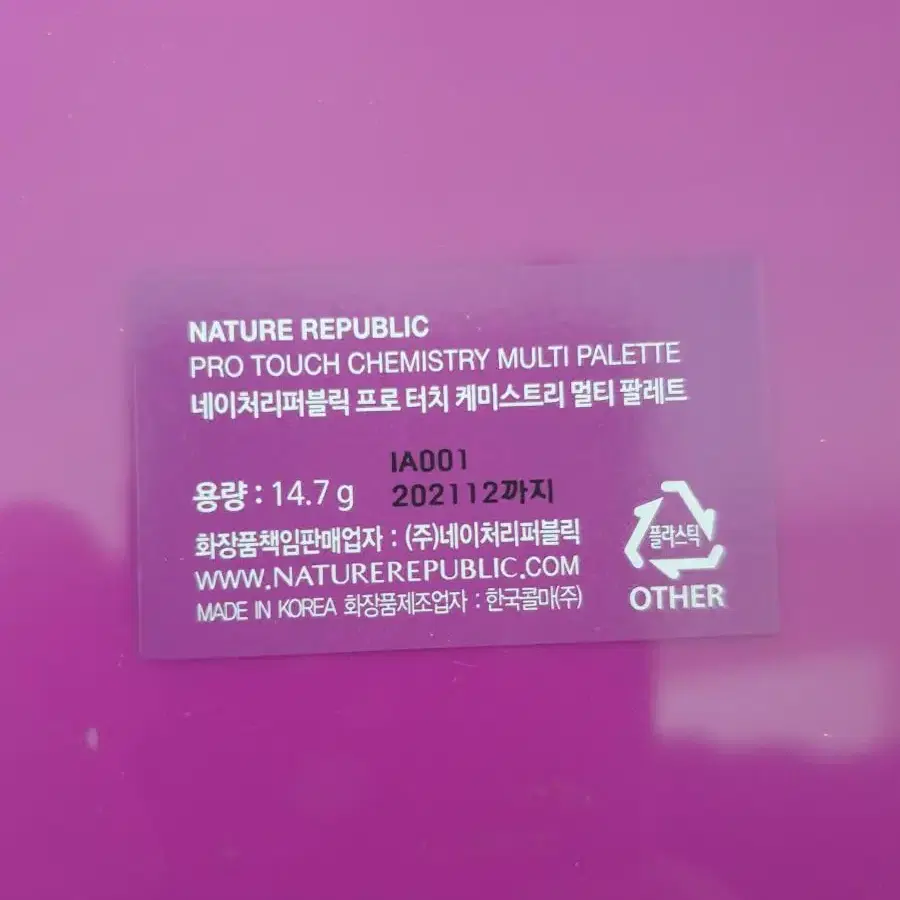 NATURE REPUBLIC
PRO TOUCH CHEMISTRY MULTI PALETTE
네이처리퍼블릭 프로 터치 케미스트리 멀티 팔레트
IA001
용량 : 14.7 g 202112까지
화장품책임판매업자 : (주)네이처리퍼블릭
WWW.NATUREREPUBLIC.COM
MADE IN KOREA 화장품제조업자 : 한국콜마(주)
플라스틱
OTHER